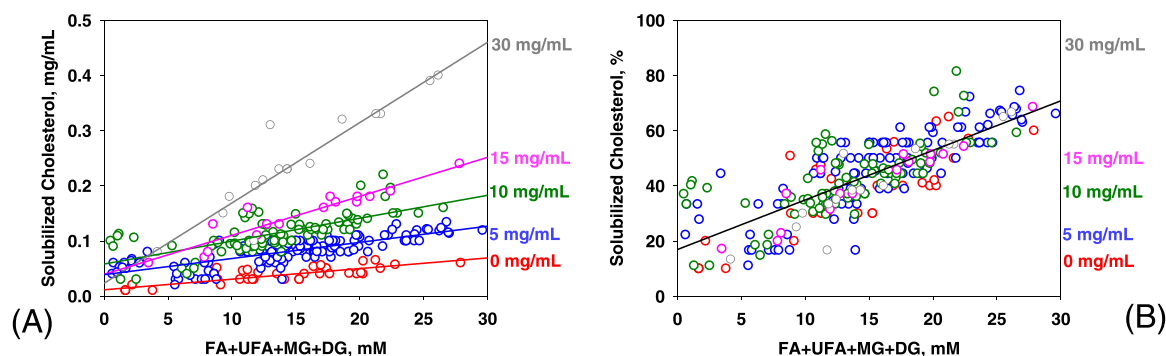 0.5
0.4
0.3
0.2
0.1
0.0
Solubilized Cholesterol, mg/mL
0 5 10 15 20 25 30
FA+UFA+MG+DG, mM
30 mg/mL
15 mg/mL
10 mg/mL
5 mg/mL
0 mg/mL
(A)
100
80
60
40
20
0
Solubilized Cholesterol, %
0 5 10 15 20 25 30
FA+UFA+MG+DG, mM
30 mg/mL
15 mg/mL
10 mg/mL
5 mg/mL
0 mg/mL
(B)